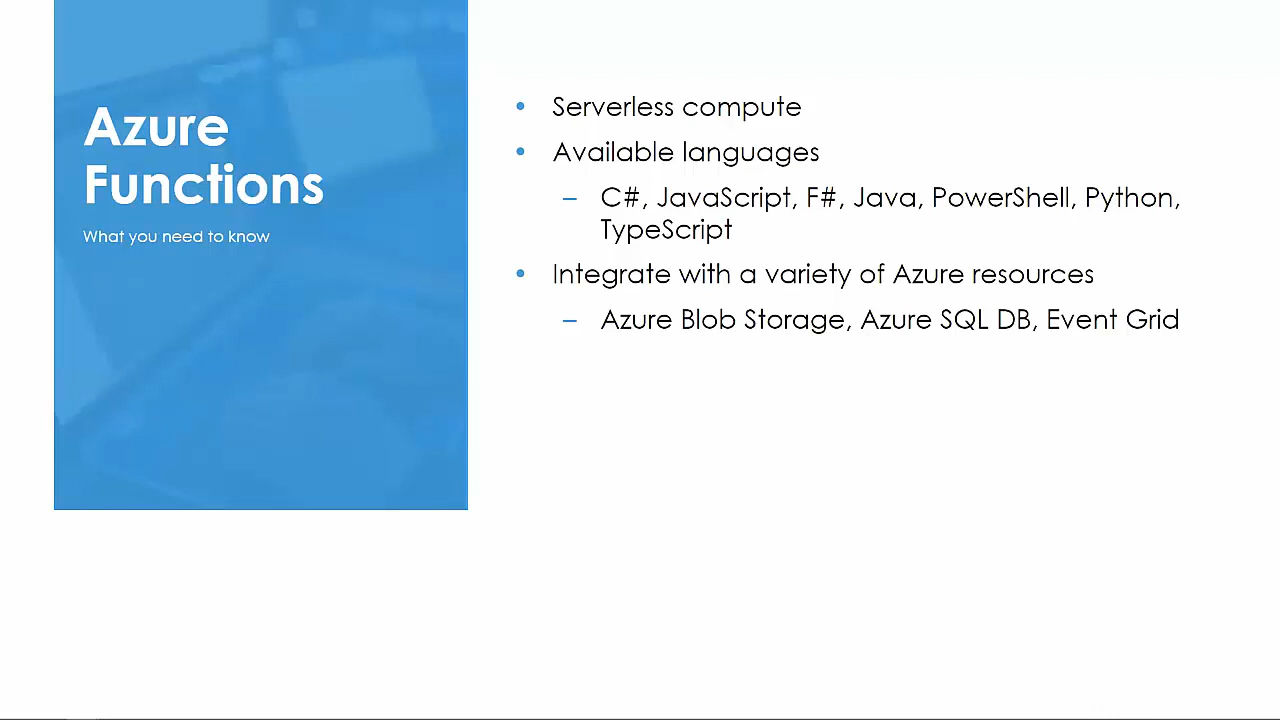 Azure
Functions
What you need to know
• Serverless compute
• Available languages
– C#, JavaScript, F#, Java, PowerShell, Python,
TypeScript
• Integrate with a variety of Azure resources
– Azure Blob Storage, Azure SQL DB, Event Grid